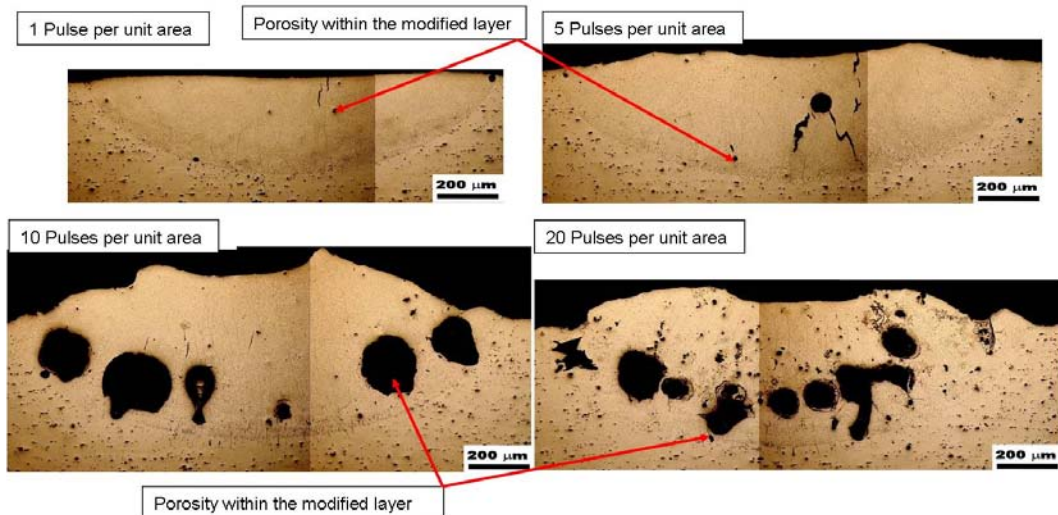 1 Pulse per unit area
Porosity within the modified layer
5 Pulses per unit area
200 μm
200 μm
10 Pulses per unit area
20 Pulses per unit area
200 μm
200 μm
Porosity within the modified layer